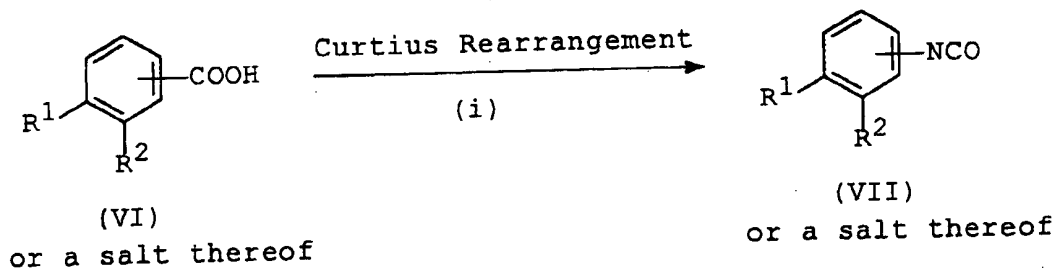 Curtius Rearrangement
COOH
NCO
(i)
R¹
R¹
R²
R²
(VI)
(VII)
or a salt thereof
or a salt thereof